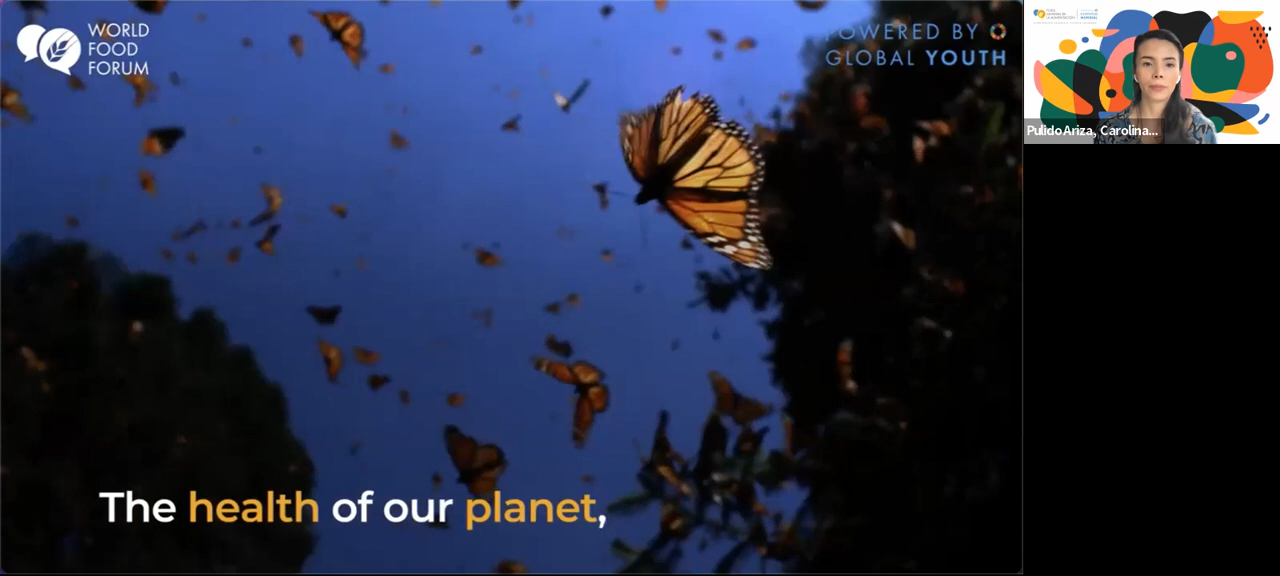 WORLD
FOOD
FORUM
POWERED BY
GLOBAL YOUTH
The health of our planet,
Pulido Ariza, Carolina...